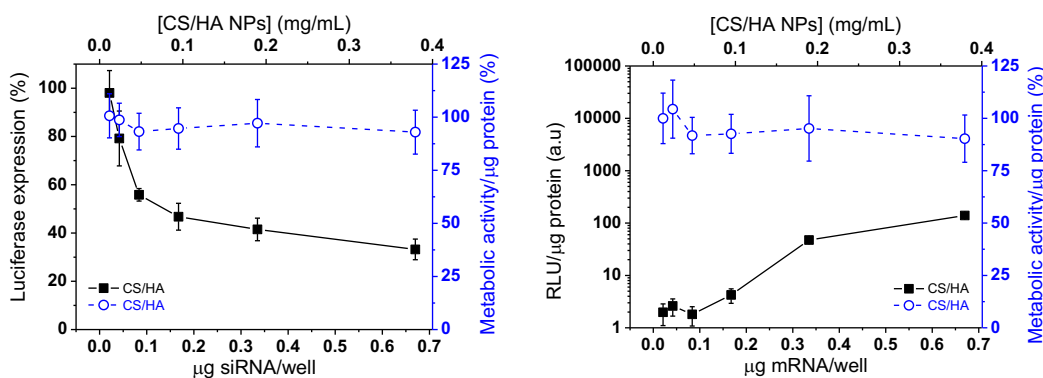 [CS/HA NPs] (mg/mL)
0.0 0.1 0.2 0.3 0.4
Luciferase expression (%)
100
80
60
40
20
0
125
100
75
50
25
0
Metabolic activity/µg protein (%)
CS/HA
CS/HA
0.0 0.1 0.2 0.3 0.4 0.5 0.6 0.7
µg siRNA/well
[CS/HA NPs] (mg/mL)
0.0 0.1 0.2 0.3 0.4
RLU/µg protein (a.u)
100000
10000
1000
100
10
1
125
100
75
50
25
0
Metabolic activity/µg protein (%)
CS/HA
CS/HA
0.0 0.1 0.2 0.3 0.4 0.5 0.6 0.7
µg mRNA/well